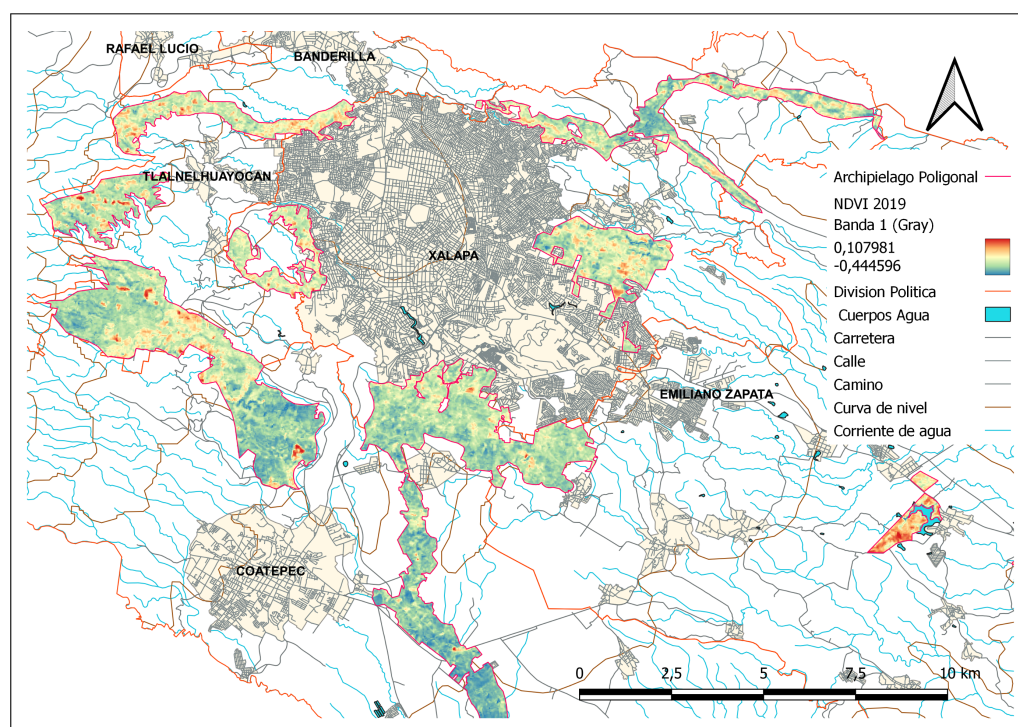 RAFAEL LUCIO
BANDERILLA
TLALNELHUAYOCAN
XALAPA
EMILIANO ZAPATA
COATEPEC
Archipielago Poligonal
NDVI 2019
Banda 1 (Gray)
0,107981
-0,444596
Division Politica
Cuerpos Agua
Carretera
Calle
Camino
Curva de nivel
Corriente de agua
0 2,5 5 7,5 10 km